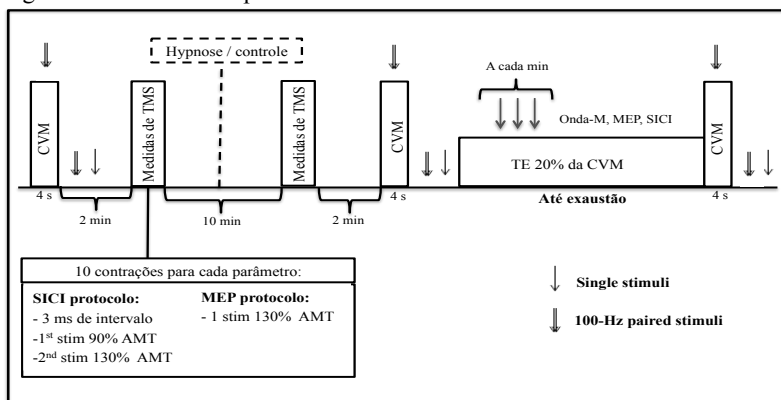 Hypnose / controle
A cada min
Onda-M, MEP, SICI
CVM
Medidas de TMS
Medidas de TMS
CVM
TE 20% da CVM
CVM
4 s
4 s
Até exaustão
4 s
2 min
10 min
2 min
10 contrações para cada parâmetro:
SICI protocolo:
- 3 ms de intervalo
-1st stim 90% AMT
-2nd stim 130% AMT
MEP protocolo:
- 1 stim 130% AMT
Single stimuli
100-Hz paired stimuli